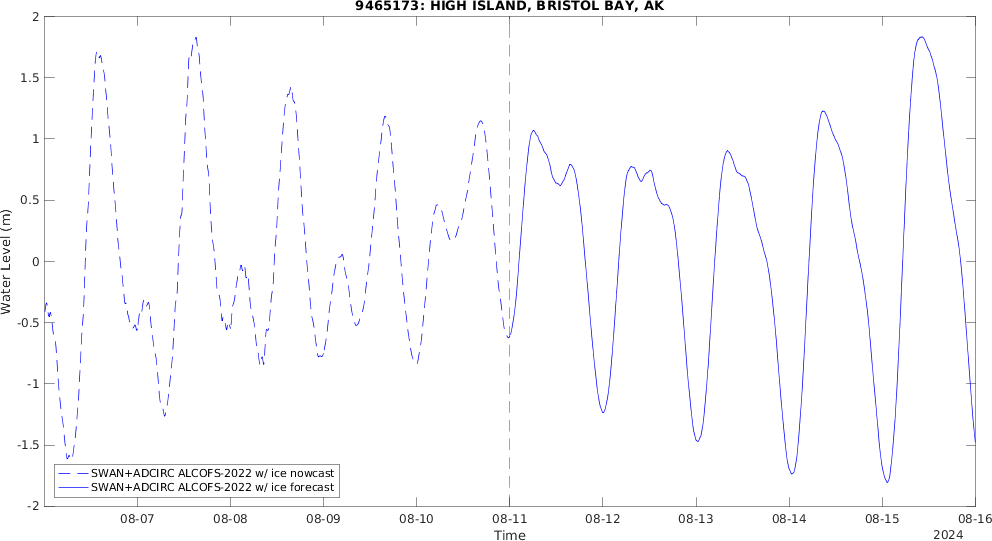 9465173: HIGH ISLAND, BRISTOL BAY, AK
2
1.5
1
0.5
0
-0.5
-1
-1.5
-2
Water Level (m)
SWAN+ADCIRC ALCOFS-2022 w/ ice nowcast
SWAN+ADCIRC ALCOFS-2022 w/ ice forecast
08-07 08-08 08-09 08-10 08-11 08-12 08-13 08-14 08-15 08-16
Time
2024